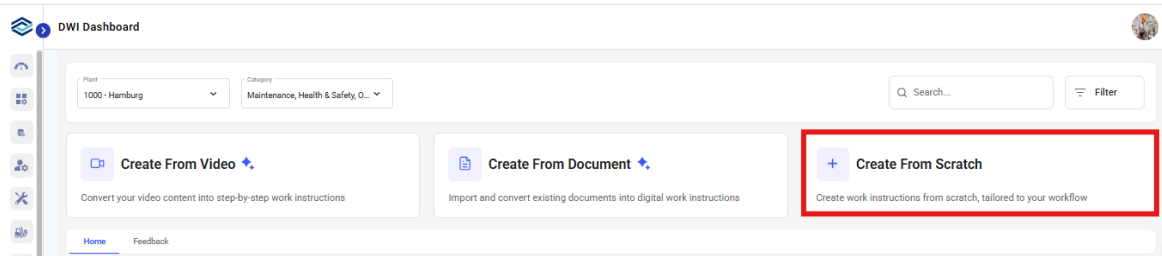 DWI Dashboard
Plant
Category
1000 - Hamburg
Maintenance, Health & Safety, O...
Search...
Filter
Create From Video
Create From Document
Create From Scratch
Convert your video content into step-by-step work instructions
Import and convert existing documents into digital work instructions
Create work instructions from scratch, tailored to your workflow
Home
Feedback